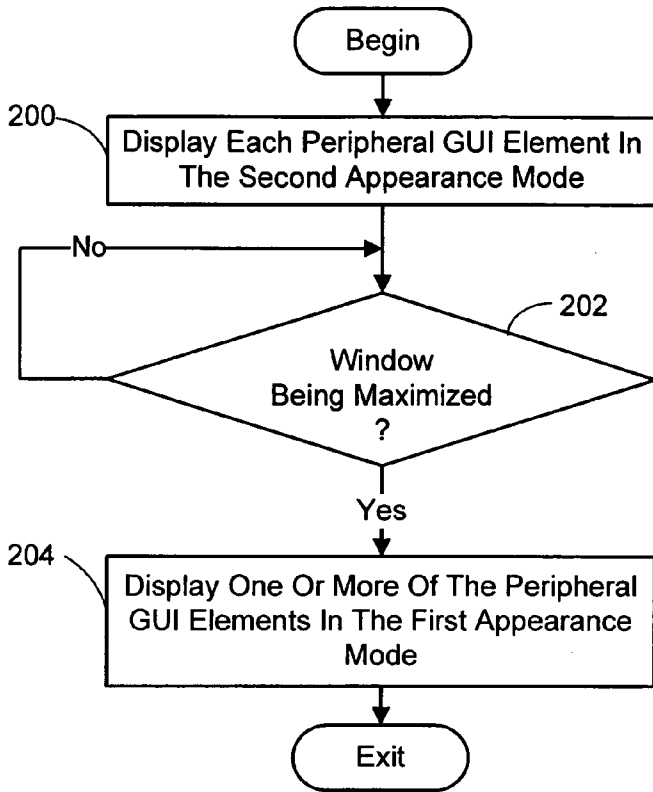 Begin
200
Display Each Peripheral GUI Element In
The Second Appearance Mode
No
202
Window
Being Maximized
?
Yes
204
Display One Or More Of The Peripheral
GUI Elements In The First Appearance
Mode
Exit